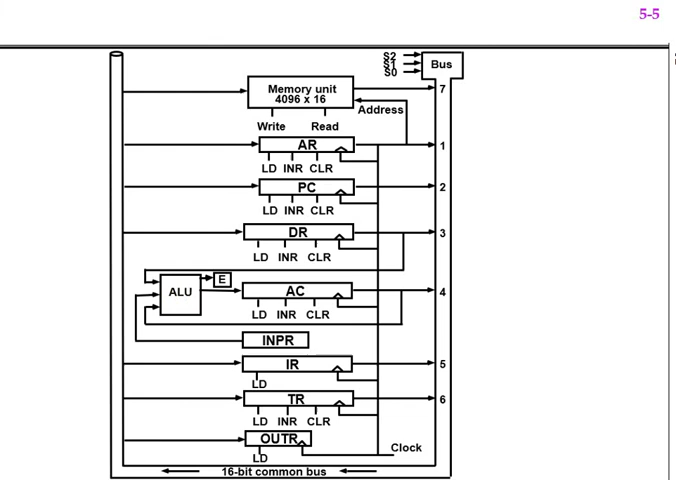 5-5
S2
S1
S0
Bus
Memory unit
4096 x 16
7
Address
Write Read
AR
1
LD INR CLR
PC
2
LD INR CLR
DR
3
LD INR CLR
E
ALU
AC
4
LD INR CLR
INPR
IR
5
LD
TR
6
LD INR CLR
OUTR
LD
Clock
16-bit common bus